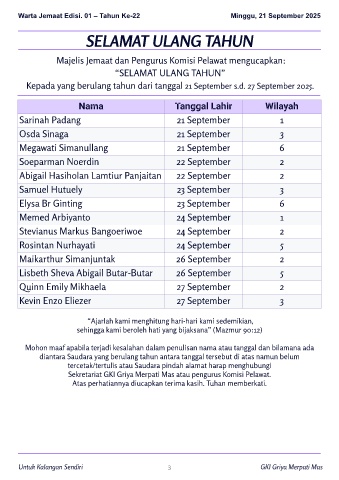 Warta Jemaat Edisi. 01 – Tahun Ke-22 Minggu, 21 September 2025
SELAMAT ULANG TAHUN
Majelis Jemaat dan Pengurus Komisi Pelawat mengucapkan:
“SELAMAT ULANG TAHUN”
Kepada yang berulang tahun dari tanggal 21 September s.d. 27 September 2025.
Nama Tanggal Lahir Wilayah
Sarinah Padang 21 September 1
Osda Sinaga 21 September 3
Megawati Simanullang 21 September 6
Soeparman Noerdin 22 September 2
Abigail Hasiholan Lamtiur Panjaitan 22 September 2
Samuel Hutuely 23 September 3
Elysa Br Ginting 23 September 6
Memed Arbiyanto 24 September 1
Stevianus Markus Bangoeriwoe 24 September 2
Rosintan Nurhayati 24 September 5
Maikarthur Simanjuntak 26 September 2
Lisbeth Sheva Abigail Butar-Butar 26 September 5
Quinn Emily Mikhaela 27 September 2
Kevin Enzo Eliezer 27 September 3
“Ajarlah kami menghitung hari-hari kami sedemikian,
sehingga kami beroleh hati yang bijaksana” (Mazmur 90:12)
Mohon maaf apabila terjadi kesalahan dalam penulisan nama atau tanggal dan bilamana ada
diantara Saudara yang berulang tahun antara tanggal tersebut di atas namun belum
tercetak/tertulis atau Saudara pindah alamat harap menghubungi
Sekretariat GKI Griya Merpati Mas atau pengurus Komisi Pelawat.
Atas perhatiannya diucapkan terima kasih. Tuhan memberkati.
Untuk Kalangan Sendiri 3 GKI Griya Merpati Mas